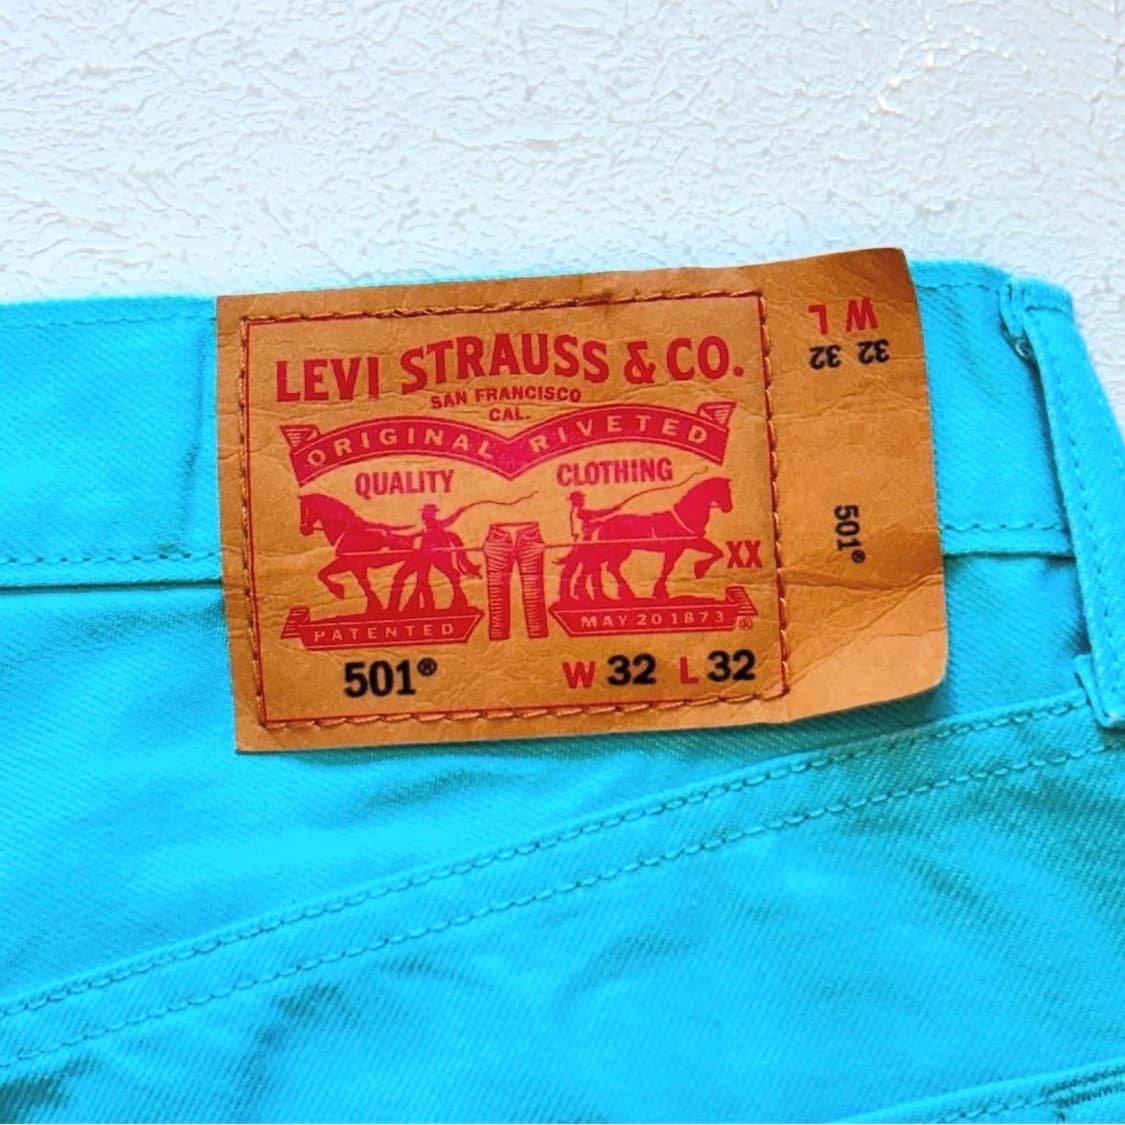 LEVI STRAUSS & CO.
SAN FRANCISCO
CAL.
ORIGINAL RIVETED
QUALITY CLOTHING
XX
PATENTED MAY 20 1873 ®
501® W 32 L 32
W L
32 32
501®